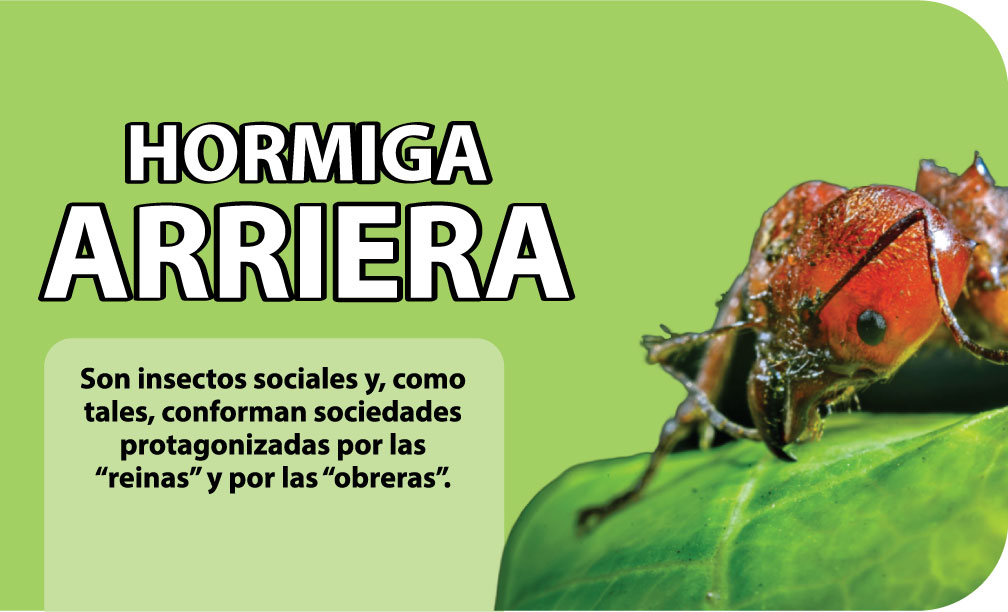 HORMIGA
ARRIERA
Son insectos sociales y, como
tales, conforman sociedades
protagonizadas por las
“reinas” y por las “obreras”.